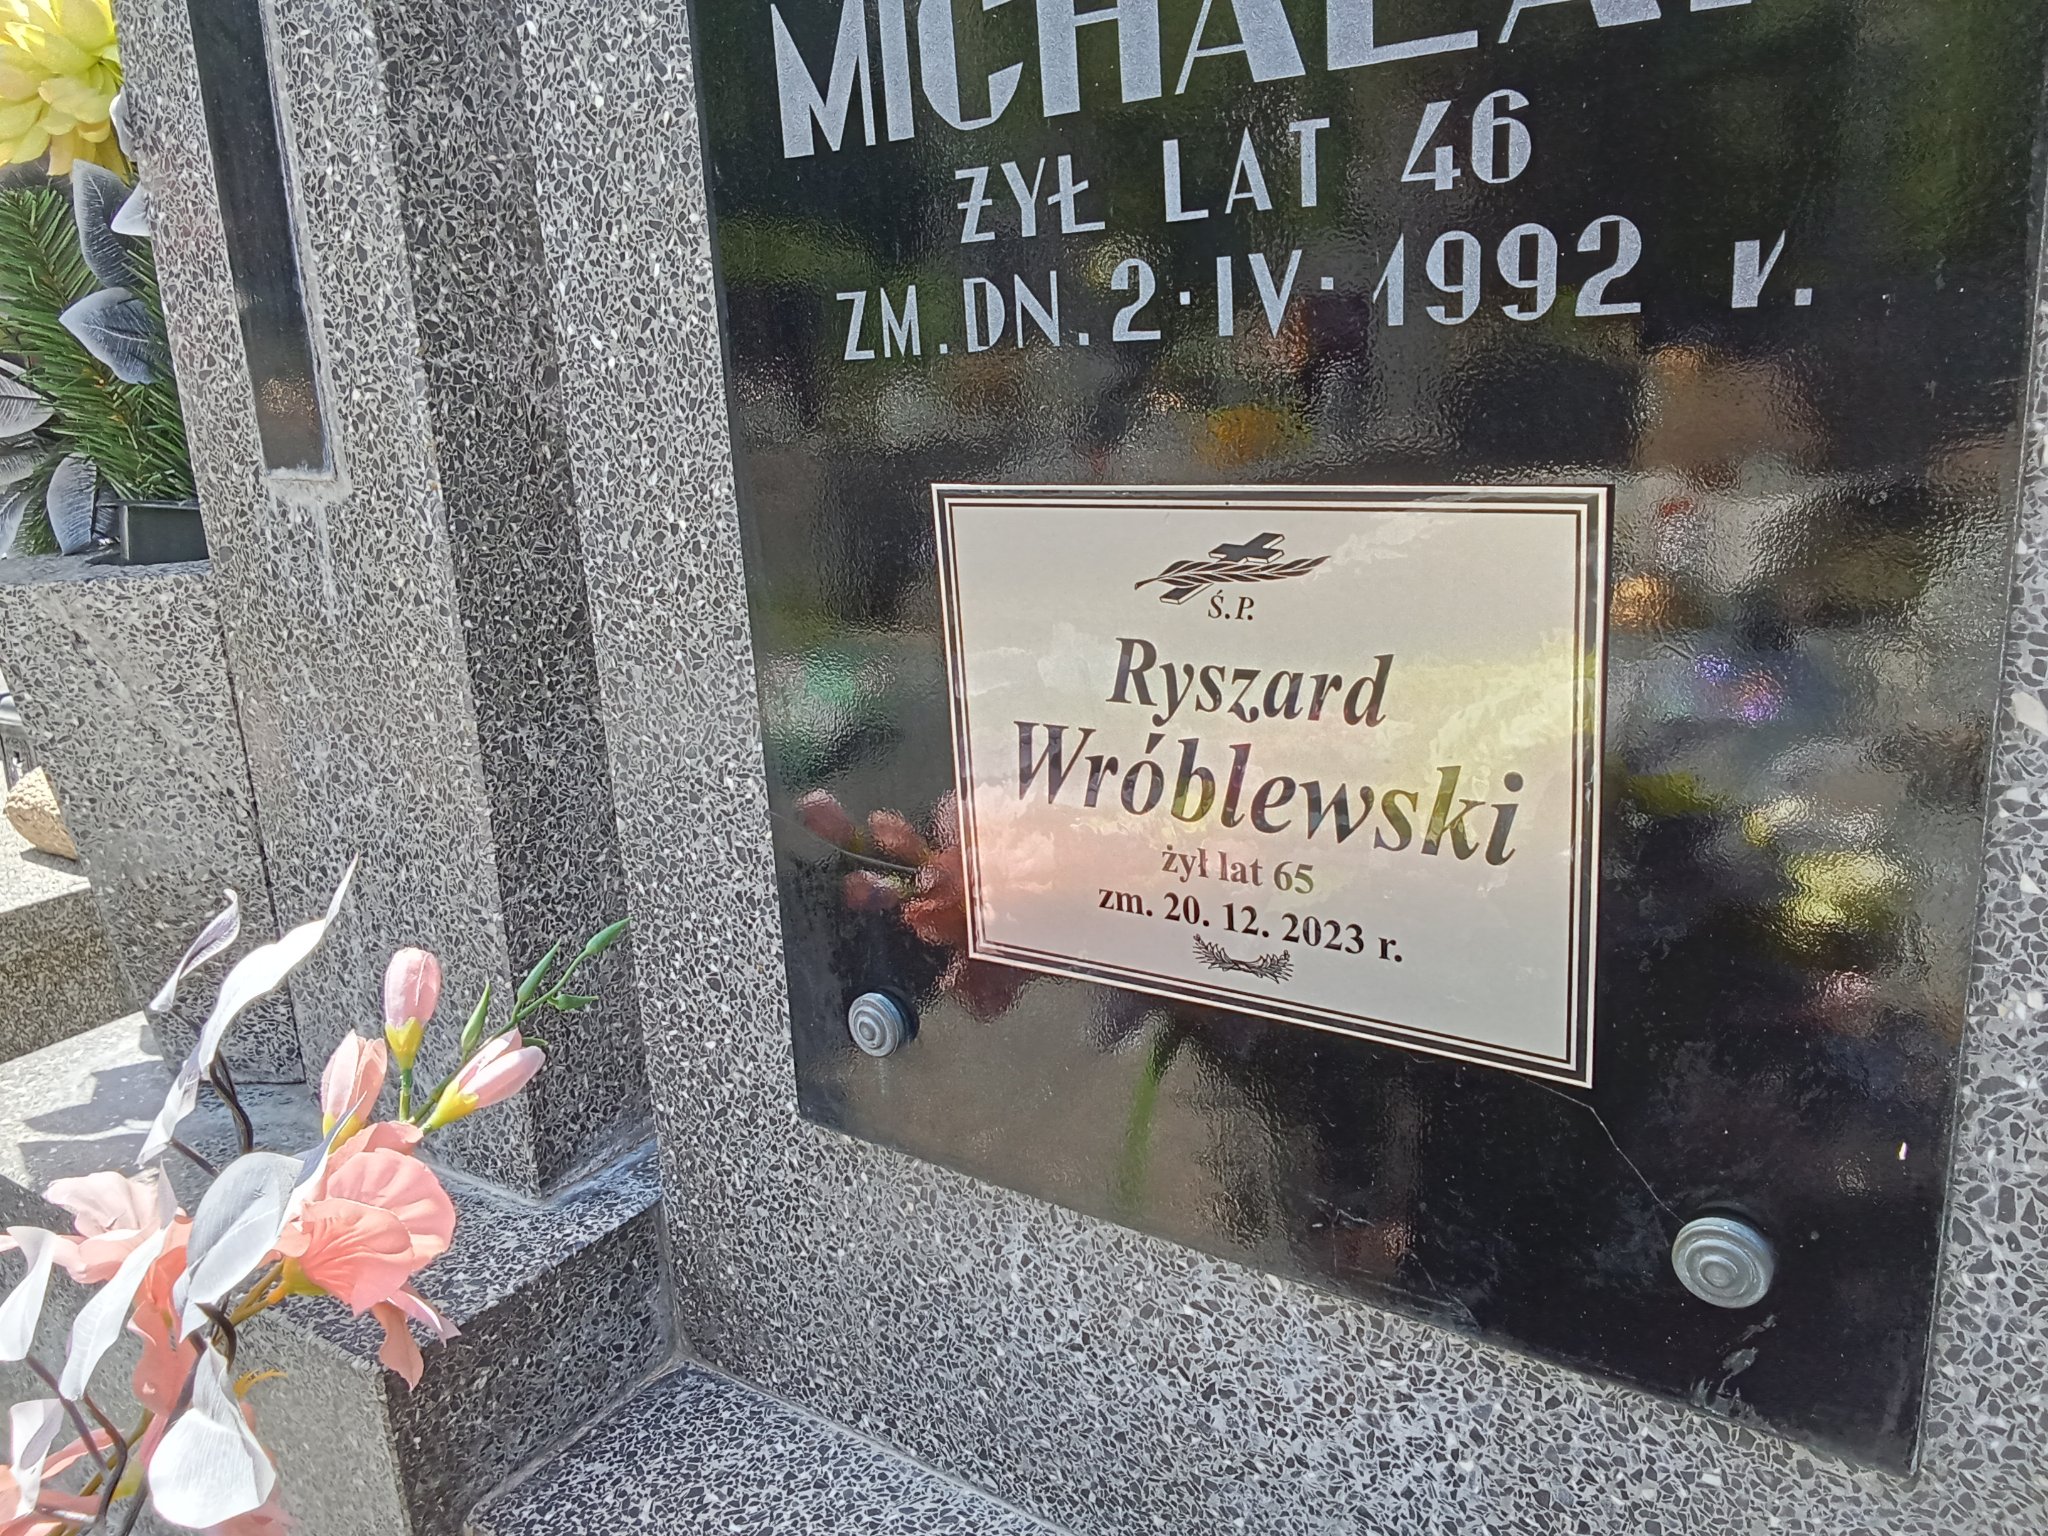 ŻYŁ LAT 46
ZM. DN. 2·IV·1992 r.
Ś.P.
Ryszard
Wróblewski
żył lat 65
zm. 20. 12. 2023 r.